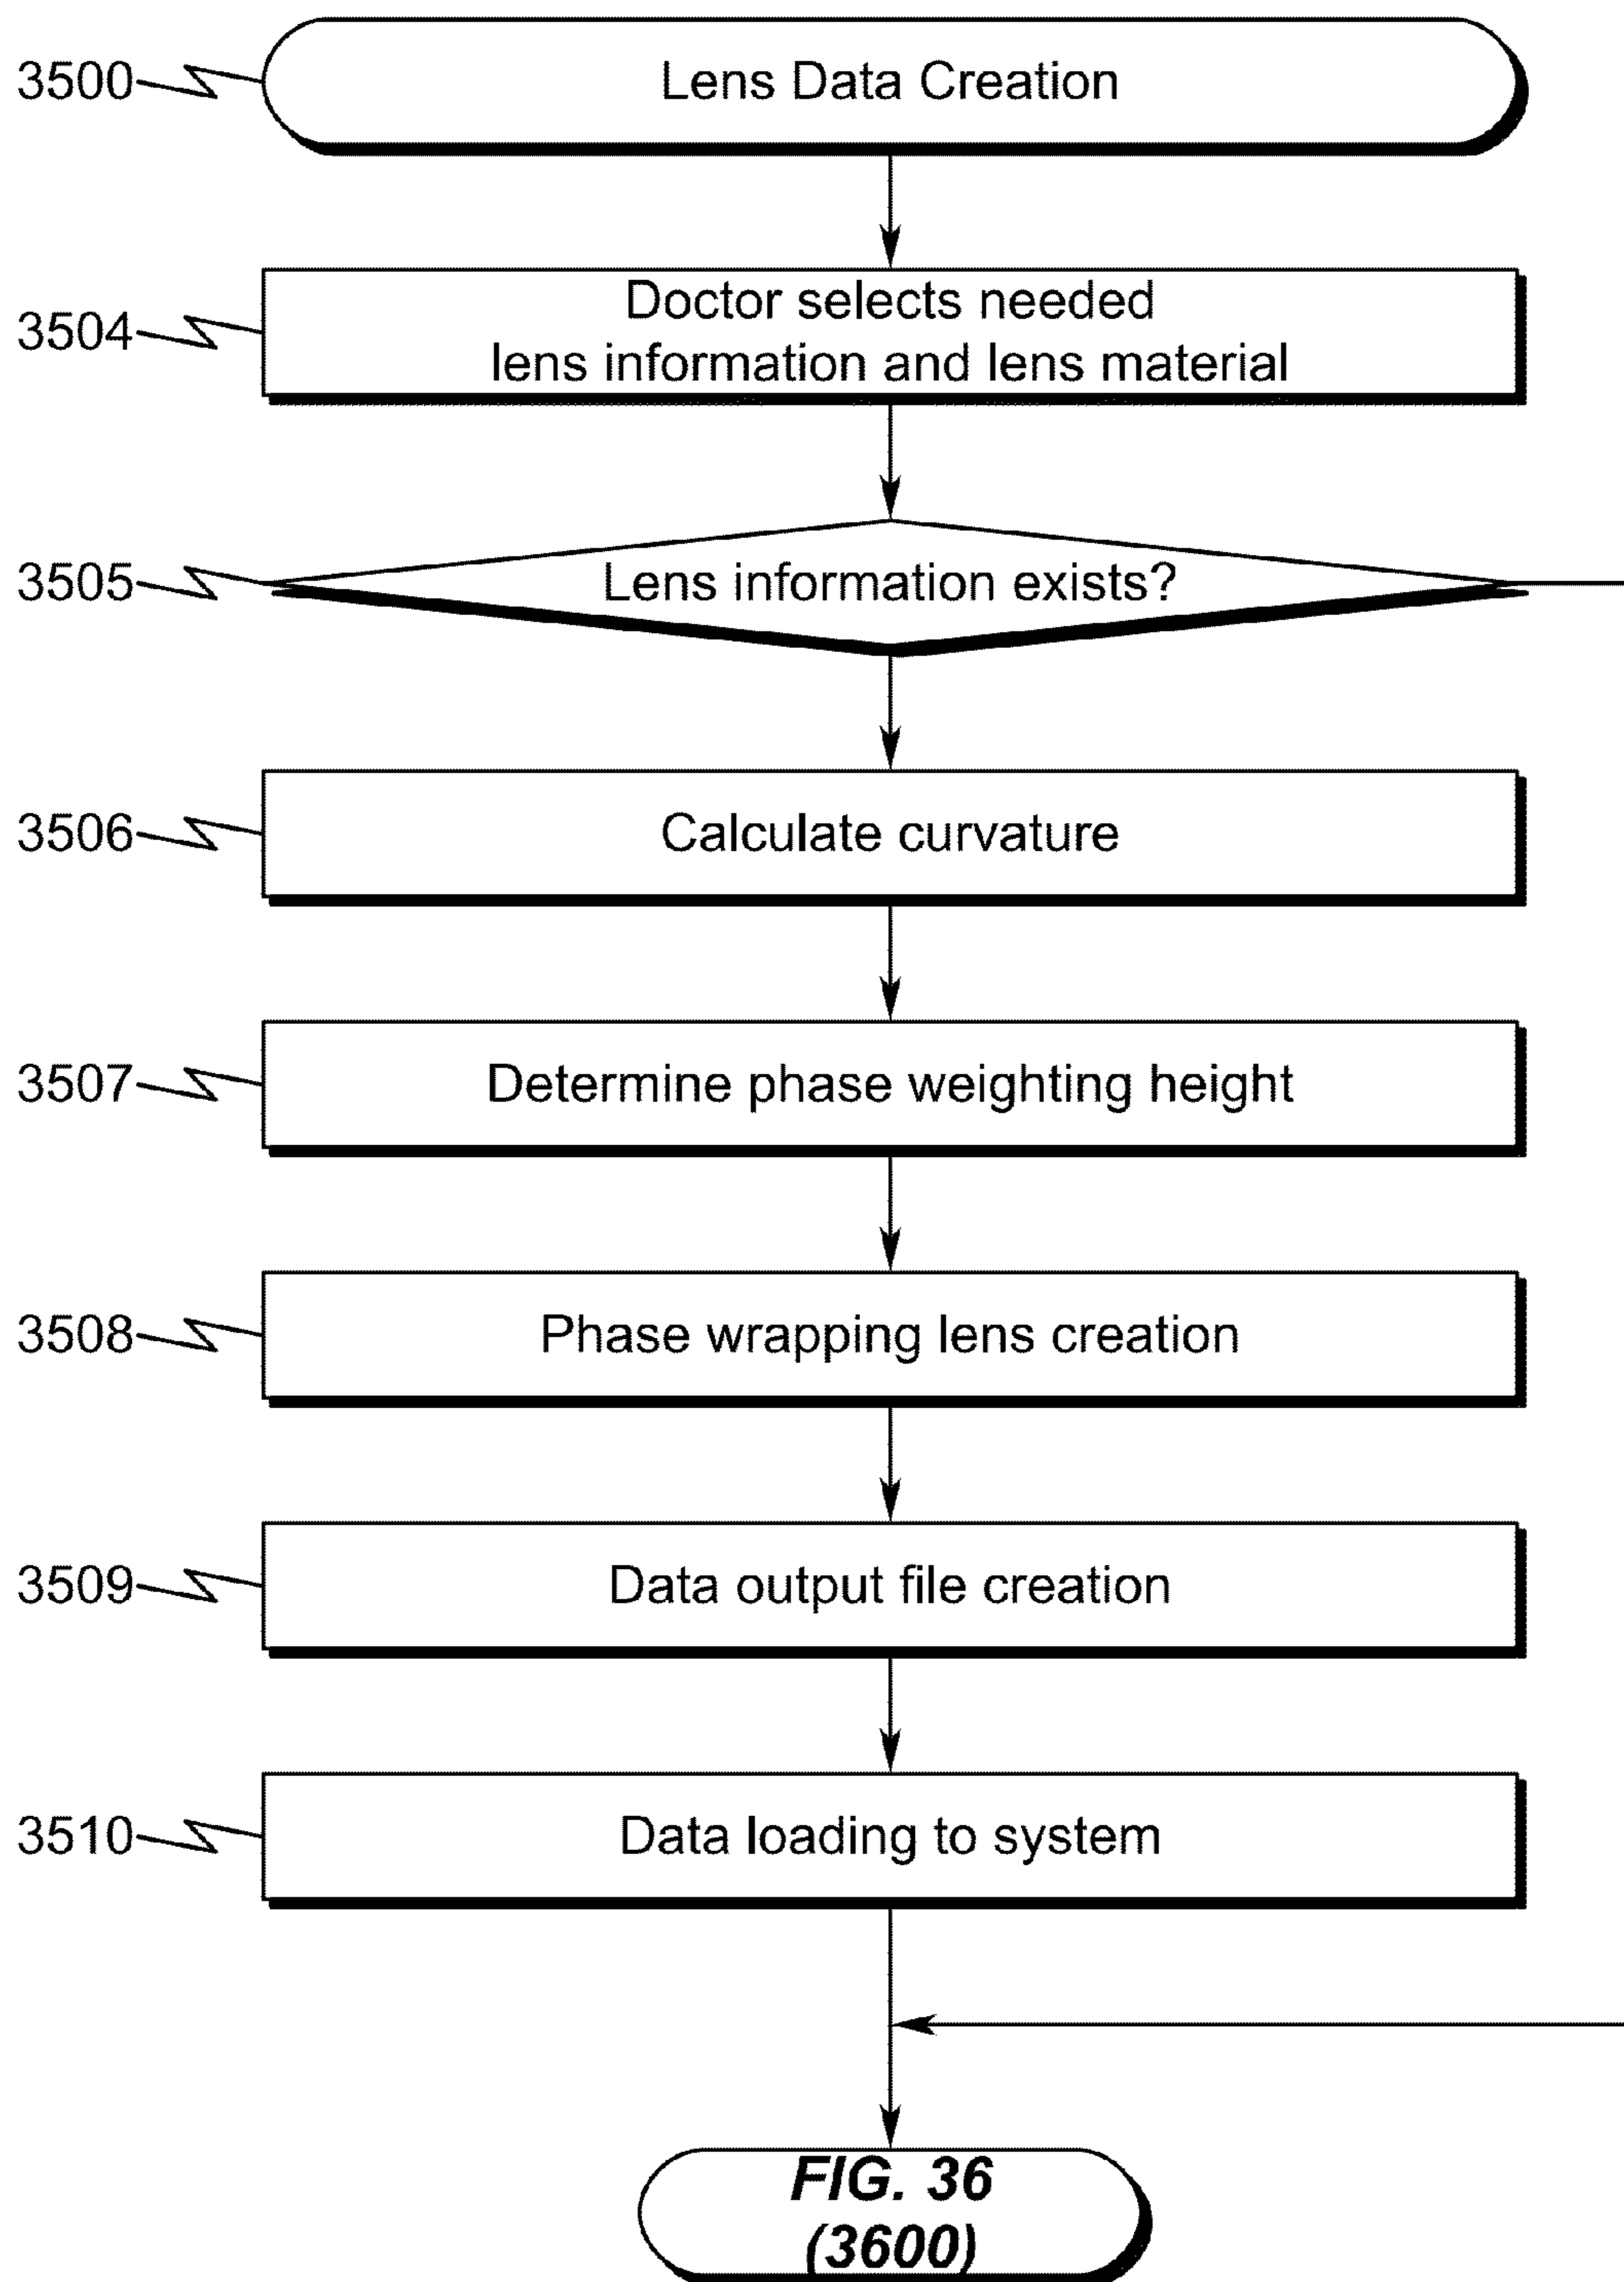 3500
Lens Data Creation
3504
Doctor selects needed
lens information and lens material
3505
Lens information exists?
3506
Calculate curvature
3507
Determine phase weighting height
3508
Phase wrapping lens creation
3509
Data output file creation
3510
Data loading to system
FIG. 36
(3600)